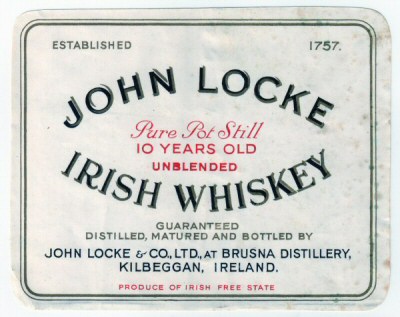 ESTABLISHED 1757.
JOHN LOCKE
Pure Pot Still
10 YEARS OLD
UNBLENDED
IRISH WHISKEY
GUARANTEED
DISTILLED, MATURED AND BOTTLED BY
JOHN LOCKE & CO., LTD., AT BRUSNA DISTILLERY,
KILBEGGAN, IRELAND.
PRODUCE OF IRISH FREE STATE